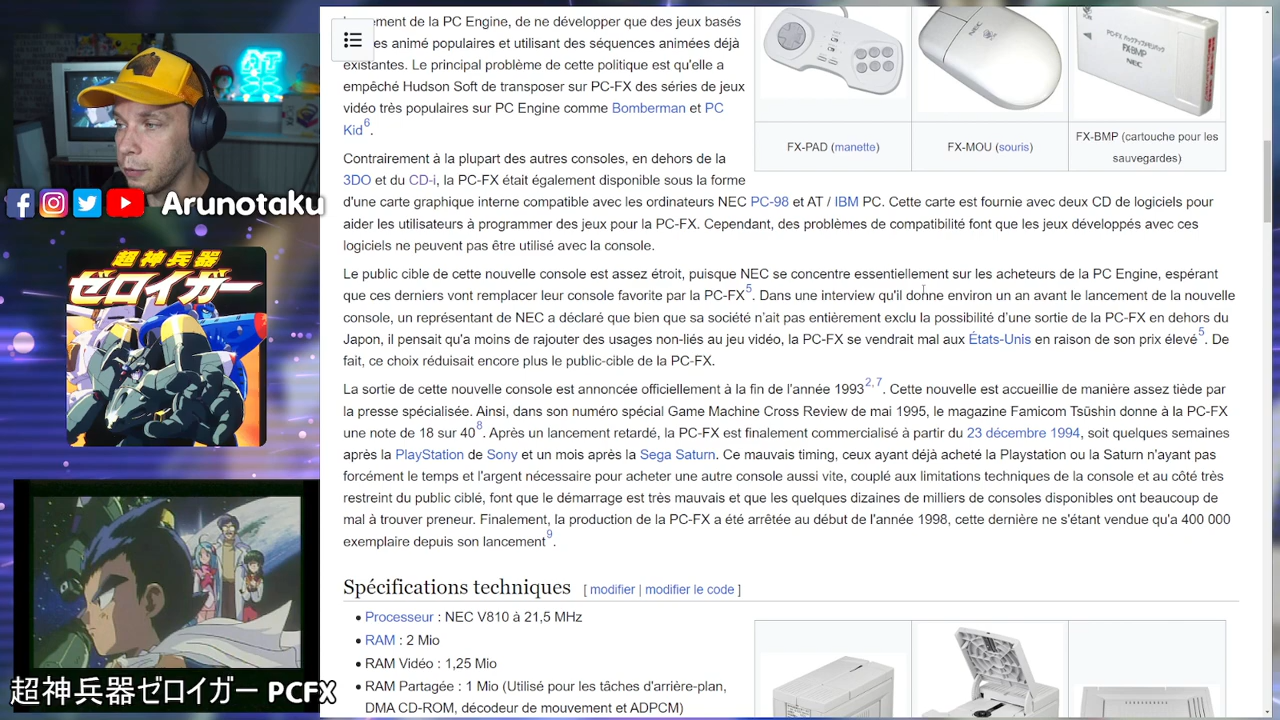 lancement de la PC Engine, de ne développer que des jeux basés
animé populaires et utilisant des séquences animées déjà
existantes. Le principal problème de cette politique est qu'elle a
empêché Hudson Soft de transposer sur PC-FX des séries de jeux
vidéo très populaires sur PC Engine comme Bomberman et PC
Kid6.
Contrairement à la plupart des autres consoles, en dehors de la
3DO et du CD-i, la PC-FX était également disponible sous la forme
d'une carte graphique interne compatible avec les ordinateurs NEC PC-98 et AT / IBM PC. Cette carte est fournie avec deux CD de logiciels pour
aider les utilisateurs à programmer des jeux pour la PC-FX. Cependant, des problèmes de compatibilité font que les jeux développés avec ces
logiciels ne peuvent pas être utilisé avec la console.
Le public cible de cette nouvelle console est assez étroit, puisque NEC se concentre essentiellement sur les acheteurs de la PC Engine, espérant
que ces derniers vont remplacer leur console favorite par la PC-FX5. Dans une interview qu'il donne environ un an avant le lancement de la nouvelle
console, un représentant de NEC a déclaré que bien que sa société n'ait pas entièrement exclu la possibilité d'une sortie de la PC-FX en dehors du
Japon, il pensait qu'a moins de rajouter des usages non-liés au jeu vidéo, la PC-FX se vendrait mal aux États-Unis en raison de son prix élevé5. De
fait, ce choix réduisait encore plus le public-cible de la PC-FX.
La sortie de cette nouvelle console est annoncée officiellement à la fin de l'année 19932,7. Cette nouvelle est accueillie de manière assez tiède par
la presse spécialisée. Ainsi, dans son numéro spécial Game Machine Cross Review de mai 1995, le magazine Famicom Tsūshin donne à la PC-FX
une note de 18 sur 408. Après un lancement retardé, la PC-FX est finalement commercialisé à partir du 23 décembre 1994, soit quelques semaines
après la PlayStation de Sony et un mois après la Sega Saturn. Ce mauvais timing, ceux ayant déjà acheté la Playstation ou la Saturn n'ayant pas
forcément le temps et l'argent nécessaire pour acheter une autre console aussi vite, couplé aux limitations techniques de la console et au côté très
restreint du public ciblé, font que le démarrage est très mauvais et que les quelques dizaines de milliers de consoles disponibles ont beaucoup de
mal à trouver preneur. Finalement, la production de la PC-FX a été arrêtée au début de l'année 1998, cette dernière ne s'étant vendue qu'a 400 000
exemplaire depuis son lancement9.
Spécifications techniques [ modifier | modifier le code ]
Processeur : NEC V810 à 21,5 MHz
RAM : 2 Mio
RAM Vidéo : 1,25 Mio
RAM Partagée : 1 Mio (Utilisé pour les tâches d'arrière-plan,
DMA CD-ROM, décodeur de mouvement et ADPCM)
FX-PAD (manette)
FX-MOU (souris)
FX-BMP (cartouche pour les
sauvegardes)
NEC
PC-FX バックアップメモリパック
FX-BMP
NEC
Arunotaku
超神兵器
ゼロイガー
超神兵器ゼロイガー PCFX